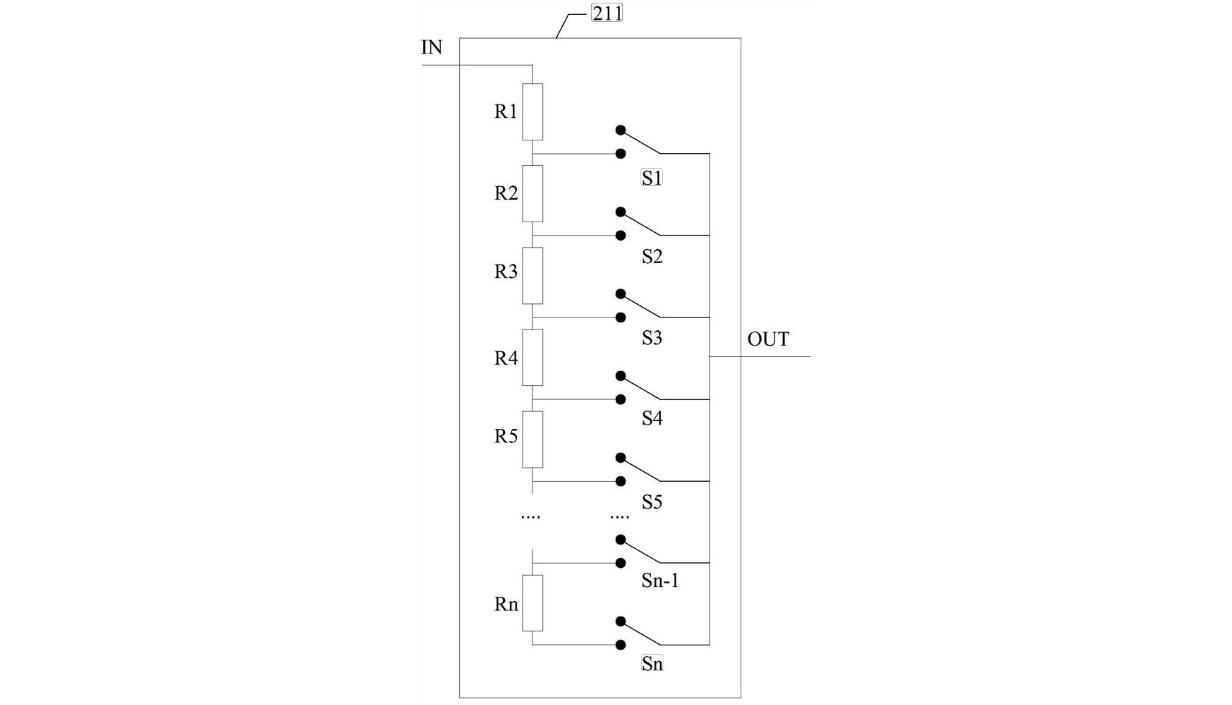 211
IN
R1
S1
R2
S2
R3
S3
OUT
R4
S4
R5
S5
.... ....
Sn-1
Rn
Sn